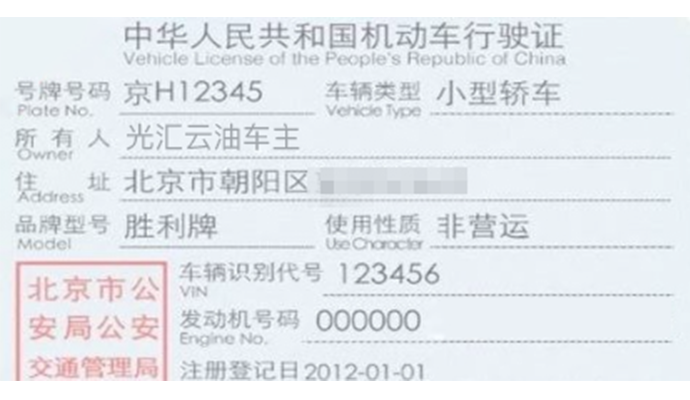 中华人民共和国机动车行驶证
Vehicle License of the People's Republic of China
号牌号码 京H12345 车辆类型 小型轿车
Plate No. Vehicle Type
所有人 光汇云油车主
Owner
住址 北京市朝阳区
Address
品牌型号 胜利牌 使用性质 非营运
Model Use Character
北京市公
安局公安
交通管理局
车辆识别代号 123456
VIN
发动机号码 000000
Engine No.
注册登记日 2012-01-01